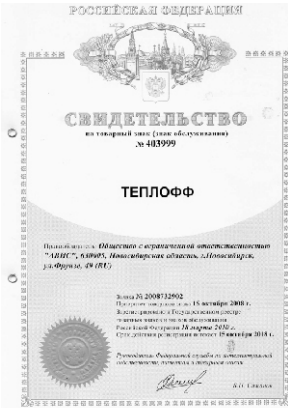 РОССИЙСКАЯ ФЕДЕРАЦИЯ
СВИДЕТЕЛЬСТВО
на товарный знак (знак обслуживания)
№ 403999
ТЕПЛОФФ
Правообладатель: Общество с ограниченной ответственностью
630005, Новосибирская область, г.Новосибирск,
ул.Фрунзе, 49 (RU)
Заявка № 2008732902
Приоритет товарного знака 15 октября 2008 г.
Зарегистрировано в Государственном реестре
товарных знаков и знаков обслуживания
Российской Федерации 18 марта 2010 г.
Срок действия регистрации истекает 15 октября 2018 г.
Руководитель Федеральной службы по интеллектуальной
собственности, патентам и товарным знакам
Б.П. Симонов